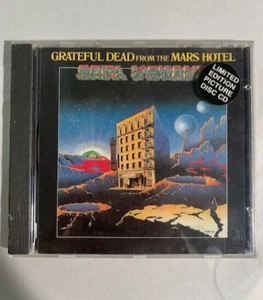 GRATEFUL DEAD FROM THE MARS HOTEL
LIMITED
EDITION
PICTURE
DISC CD